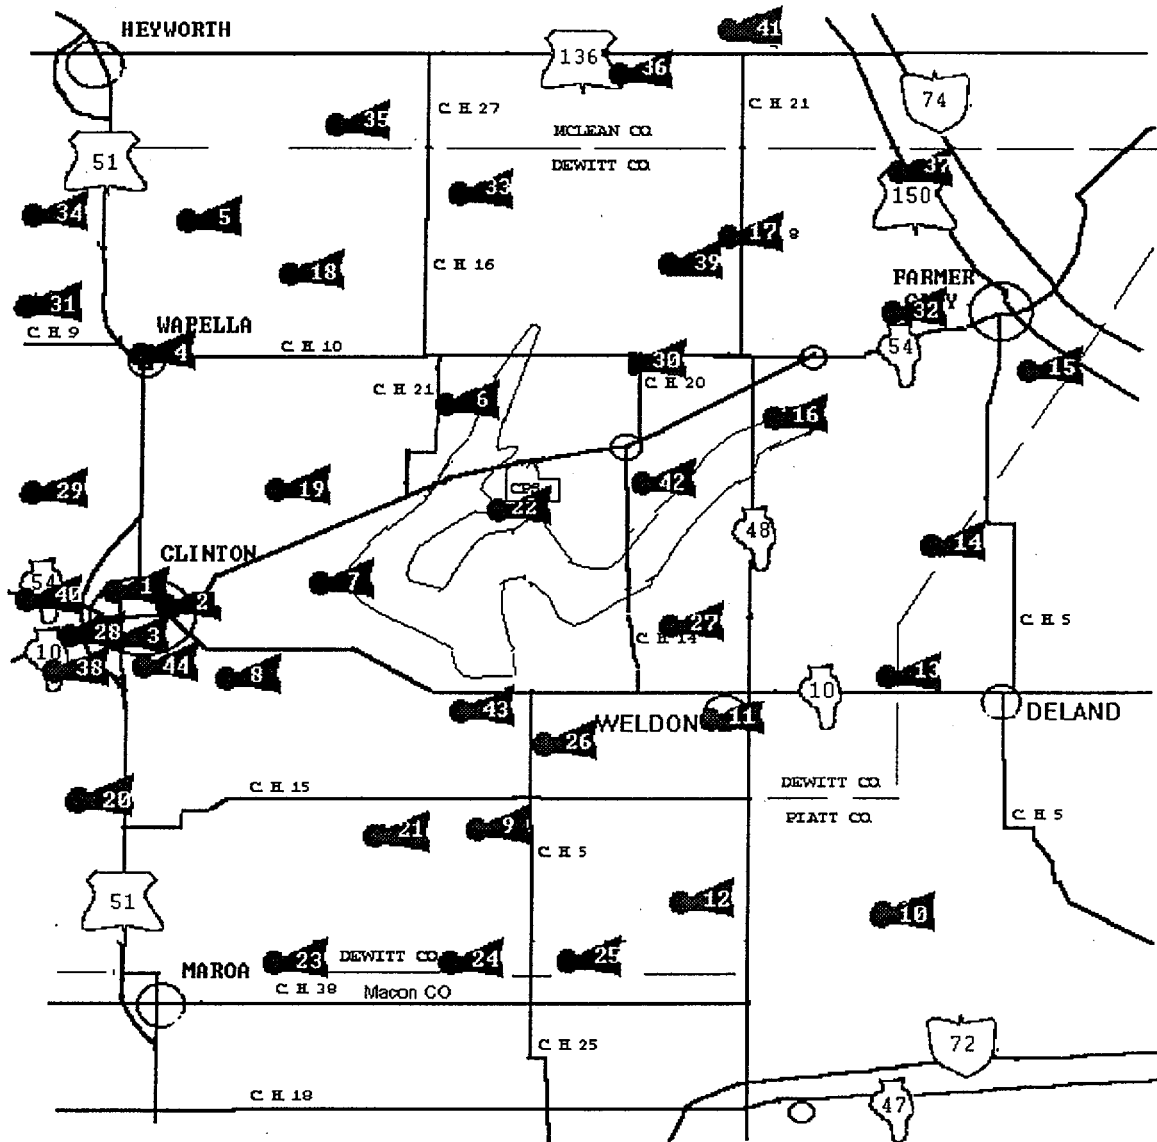 HEYWORTH
41
136
36
74
C. H. 27
C. H. 21
35
MCLEAN CO.
DEWITT CO.
51
37
150
33
34
5
17
8
39
C. H. 16
18
FARMER
31
32
C. H. 9
WAPELLA
4
C. H. 10
54
30
15
C. H. 21
C. H. 20
6
16
42
29
19
CPS
22
48
14
CLINTON
54
7
40
1
2
C. H. 5
28
3
27
C. H. 14
10
38
44
8
13
10
43
WELDON
11
DELAND
26
DEWITT CO.
C. H. 15
20
PIATT CO.
C. H. 5
21
9
C. H. 5
51
12
10
DEWITT CO.
23
24
25
MAROA
C. H. 38
Macon CO
C. H. 25
72
C. H. 18
47